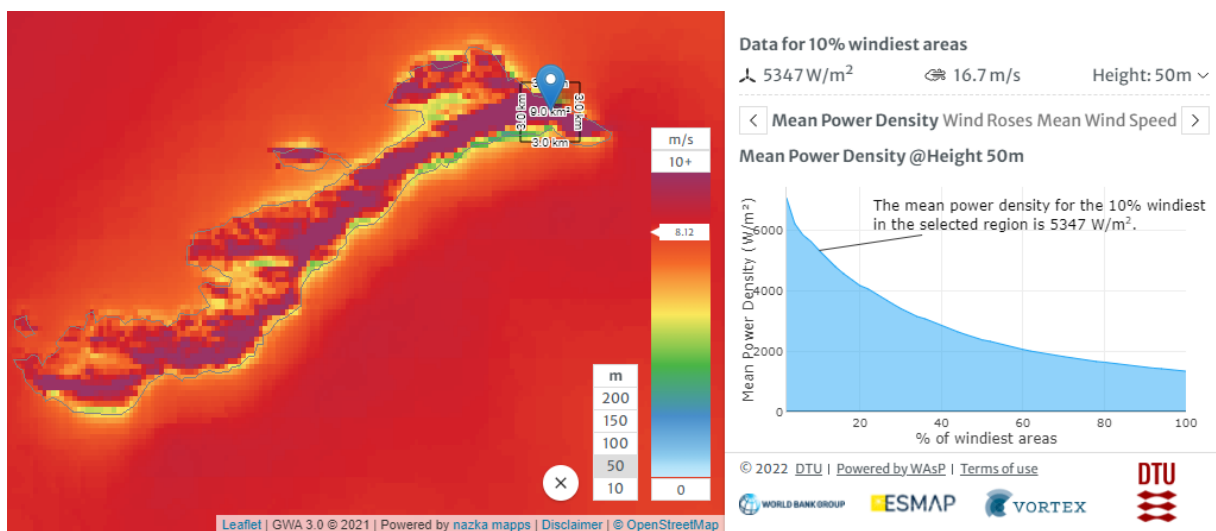 3.0 km
3.0 km
9.0 km²
3.0 km
3.0 km
m/s
10+
8.12
0
m
200
150
100
50
10
×
Leaflet | GWA 3.0 © 2021 | Powered by nazka mapps | Disclaimer | © OpenStreetMap
Data for 10% windiest areas
5347 W/m² 16.7 m/s Height: 50m
Mean Power Density Wind Roses Mean Wind Speed
Mean Power Density @Height 50m
The mean power density for the 10% windiest
in the selected region is 5347 W/m².
Mean Power Density (W/m²)
6000
4000
2000
0
20 40 60 80 100
% of windiest areas
© 2022 DTU | Powered by WAsP | Terms of use
WORLD BANK GROUP ESMAP VORTEX DTU